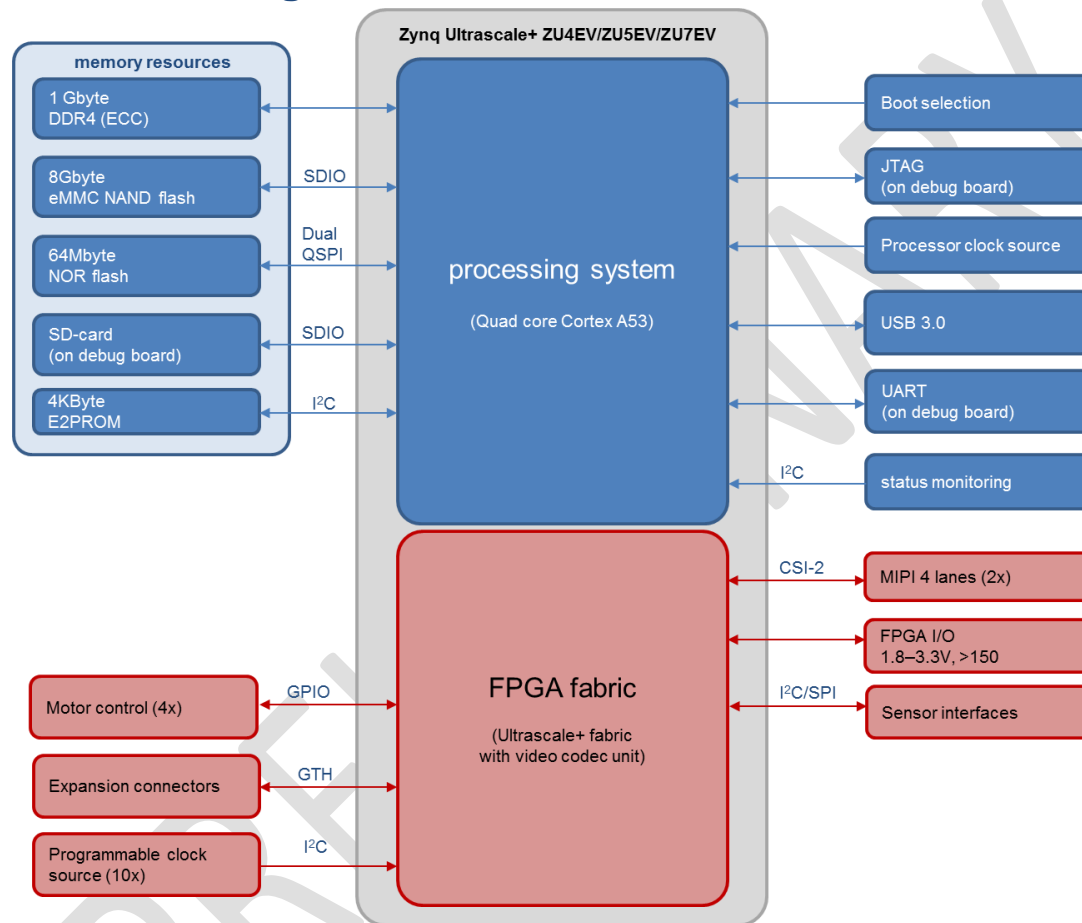 Zynq Ultrascale+ ZU4EV/ZU5EV/ZU7EV
memory resources
1 Gbyte
DDR4 (ECC)
8Gbyte
eMMC NAND flash
SDIO
64Mbyte
NOR flash
Dual
QSPI
SD-card
(on debug board)
SDIO
4KByte
E2PROM
I²C
processing system
(Quad core Cortex A53)
Boot selection
JTAG
(on debug board)
Processor clock source
USB 3.0
UART
(on debug board)
I²C
status monitoring
FPGA fabric
(Ultrascale+ fabric
with video codec unit)
CSI-2
MIPI 4 lanes (2x)
FPGA I/O
1.8–3.3V, >150
I²C/SPI
Sensor interfaces
Motor control (4x)
GPIO
Expansion connectors
GTH
Programmable clock
source (10x)
I²C